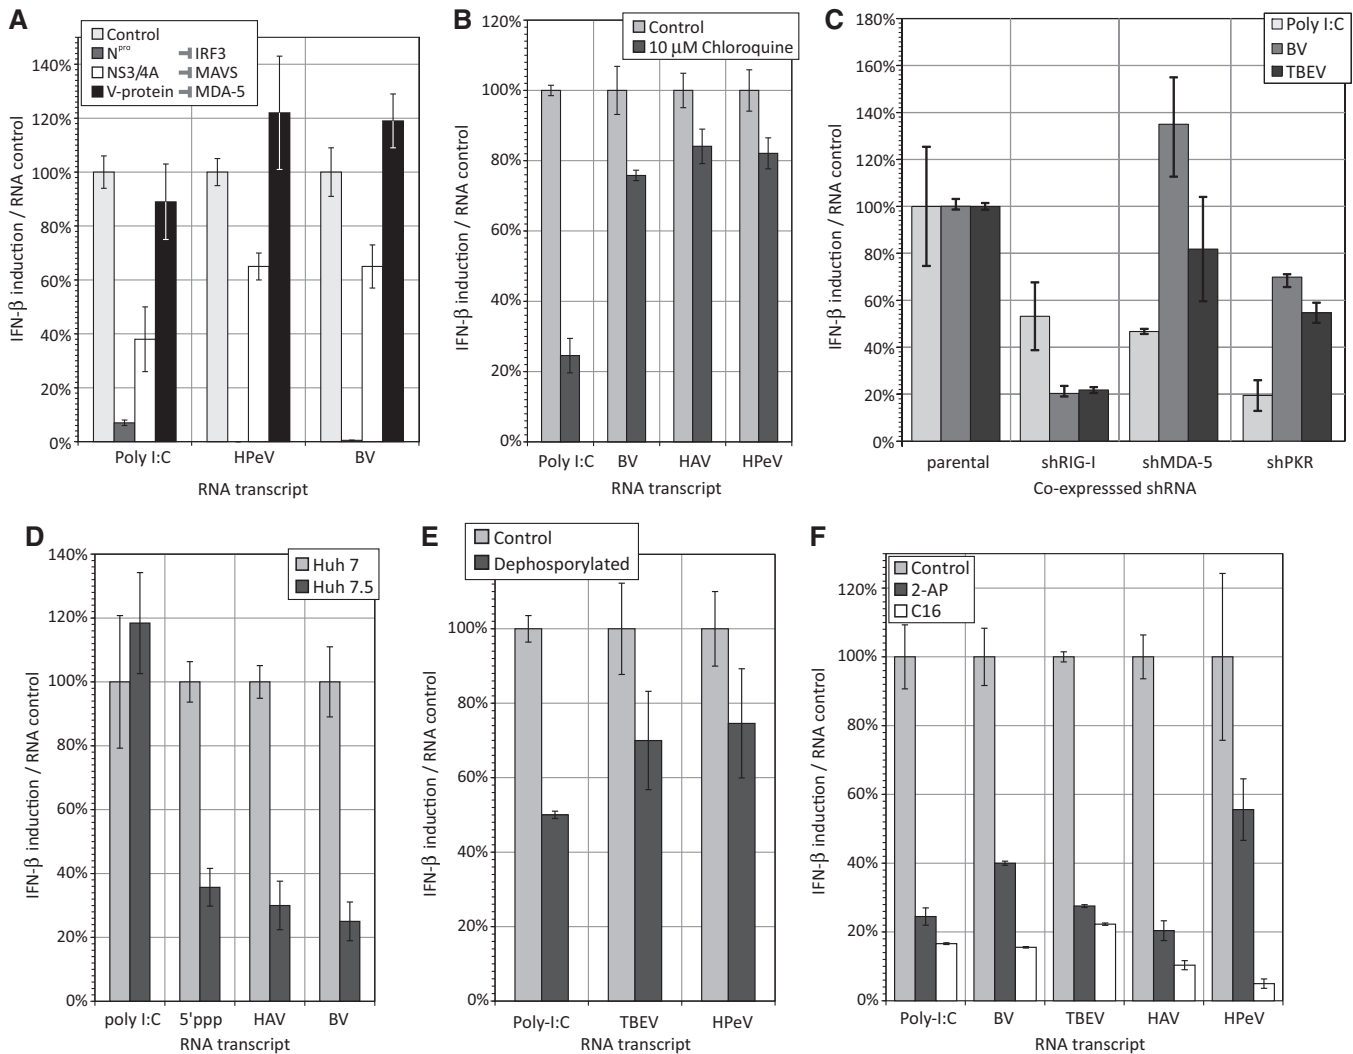 A
Control
Npro IRF3
NS3/4A MAVS
V-protein MDA-5
IFN-β induction / RNA control
140%
120%
100%
80%
60%
40%
20%
0%
Poly I:C HPeV BV
RNA transcript
B
Control
10 µM Chloroquine
IFN-β induction / RNA control
120%
100%
80%
60%
40%
20%
0%
Poly I:C BV HAV HPeV
RNA transcript
C
Poly I:C
BV
TBEV
IFN-β induction / RNA control
180%
160%
140%
120%
100%
80%
60%
40%
20%
0%
parental shRIG-I shMDA-5 shPKR
Co-expresssed shRNA
D
Huh 7
Huh 7.5
IFN-β induction / RNA control
140%
120%
100%
80%
60%
40%
20%
0%
poly I:C 5'ppp HAV BV
RNA transcript
E
Control
Dephosporylated
IFN-β induction / RNA control
100%
80%
60%
40%
20%
0%
Poly-I:C TBEV HPeV
RNA transcript
F
Control
2-AP
C16
IFN-β induction / RNA control
120%
100%
80%
60%
40%
20%
0%
Poly-I:C BV TBEV HAV HPeV
RNA transcript